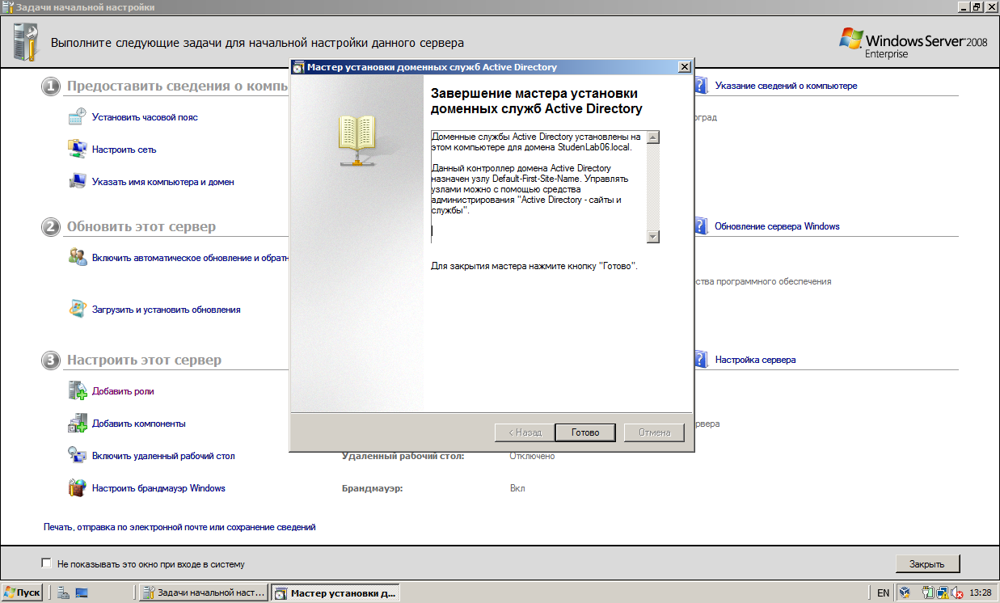 Задачи начальной настройки
Выполните следующие задачи для начальной настройки данного сервера
Windows Server 2008
Enterprise
1 Предоставить сведения о компь
Установить часовой пояс
Настроить сеть
Указать имя компьютера и домен
2 Обновить этот сервер
Включить автоматическое обновление и обратн
Загрузить и установить обновления
3 Настроить этот сервер
Добавить роли
Добавить компоненты
Включить удаленный рабочий стол
Удаленный рабочий стол: Отключено
Настроить брандмауэр Windows
Брандмауэр: Вкл
Печать, отправка по электронной почте или сохранение сведений
Мастер установки доменных служб Active Directory
Завершение мастера установки
доменных служб Active Directory
Доменные службы Active Directory установлены на
этом компьютере для домена StudenLab06.local.
Данный контроллер домена Active Directory
назначен узлу Default-First-Site-Name. Управлять
узлами можно с помощью средства
администрирования "Active Directory - сайты и
службы".
Для закрытия мастера нажмите кнопку "Готово".
< Назад
Готово
Отмена
Указание сведений о компьютере
оград
Обновление сервера Windows
ства программного обеспечения
Настройка сервера
рвера
Не показывать это окно при входе в систему
Закрыть
Пуск
Задачи начальной наст...
Мастер установки д...
EN
13:28